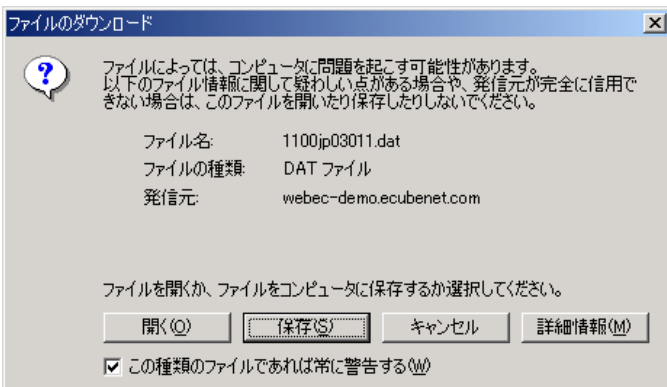 ファイルのダウンロード
ファイルによっては、コンピュータに問題を起こす可能性があります。
以下のファイル情報に関して疑わしい点がある場合や、発信元が完全に信用で
きない場合は、このファイルを開いたり保存したりしないでください。
ファイル名: 1100jp03011.dat
ファイルの種類: DAT ファイル
発信元: webec-demo.ecubenet.com
ファイルを開くか、ファイルをコンピュータに保存するか選択してください。
開く(O) 保存(S) キャンセル 詳細情報(M)
この種類のファイルであれば常に警告する(W)